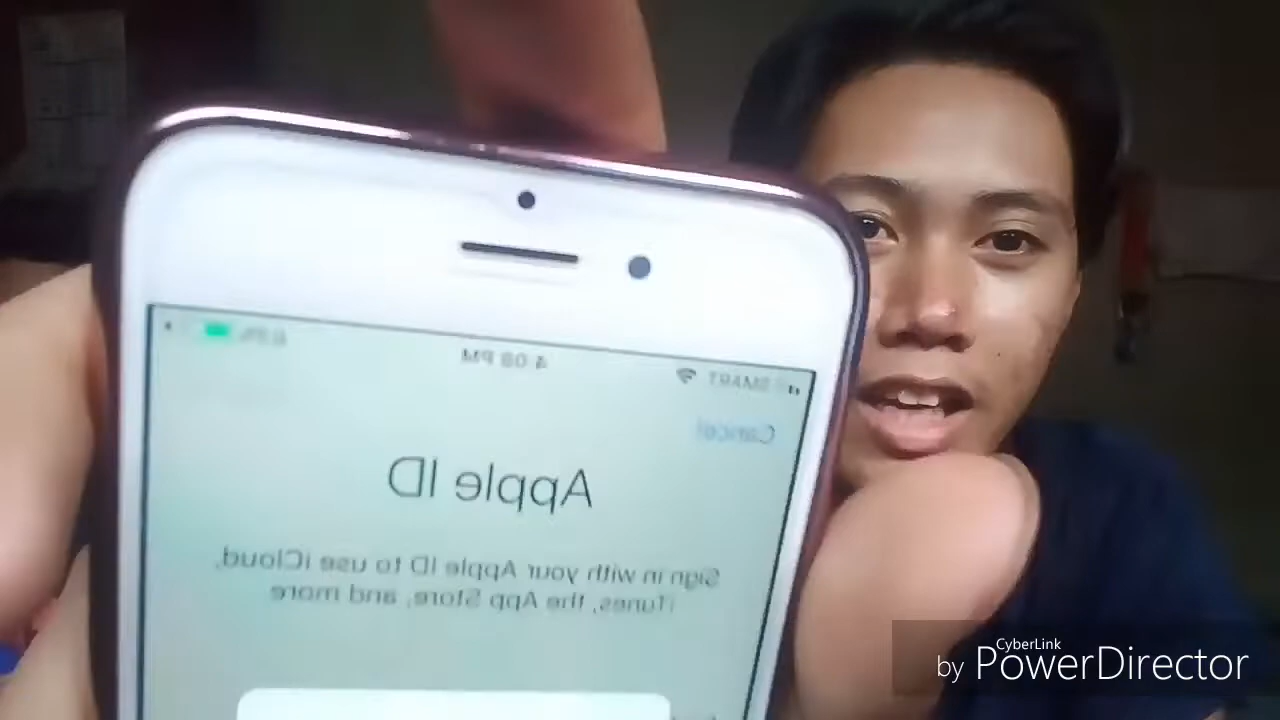 SMART 4:08 PM 63%
Cancel
Apple ID
Sign in with your Apple ID to use iCloud,
iTunes, the App Store, and more
CyberLink
by PowerDirector